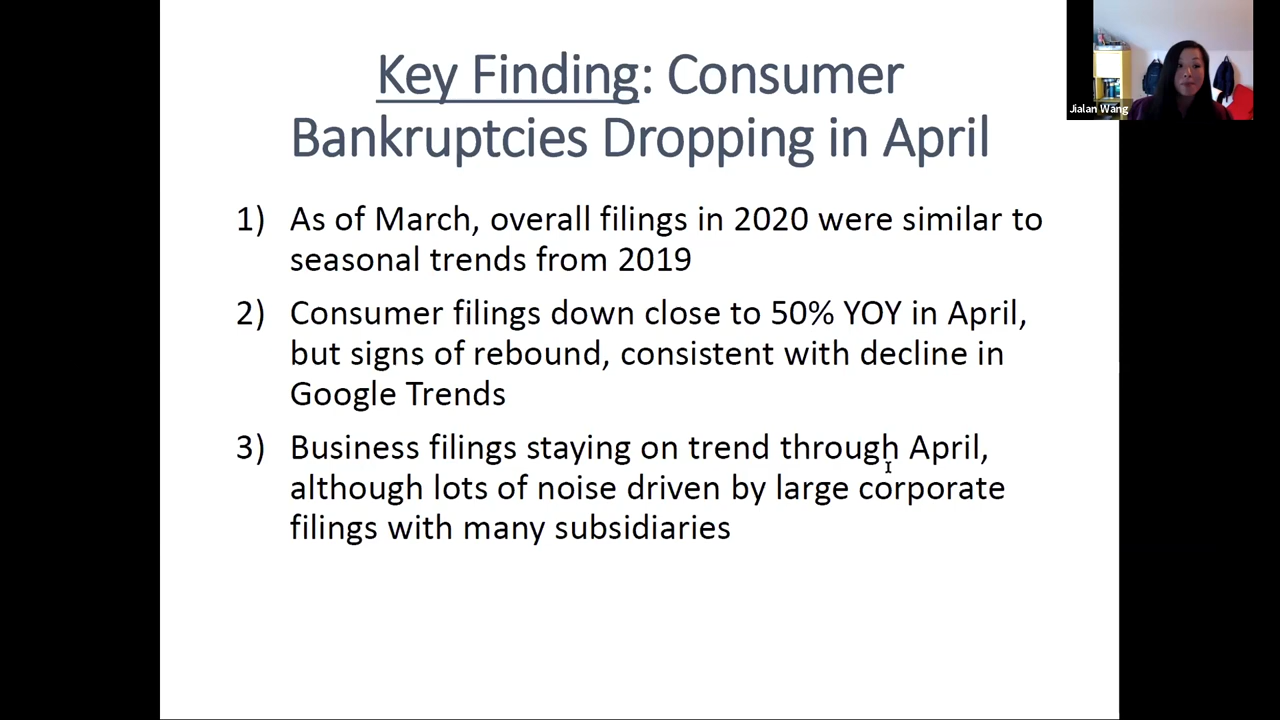 Key Finding: Consumer
Bankruptcies Dropping in April
1) As of March, overall filings in 2020 were similar to
seasonal trends from 2019
2) Consumer filings down close to 50% YOY in April,
but signs of rebound, consistent with decline in
Google Trends
3) Business filings staying on trend through April,
although lots of noise driven by large corporate
filings with many subsidiaries
Jialan Wang